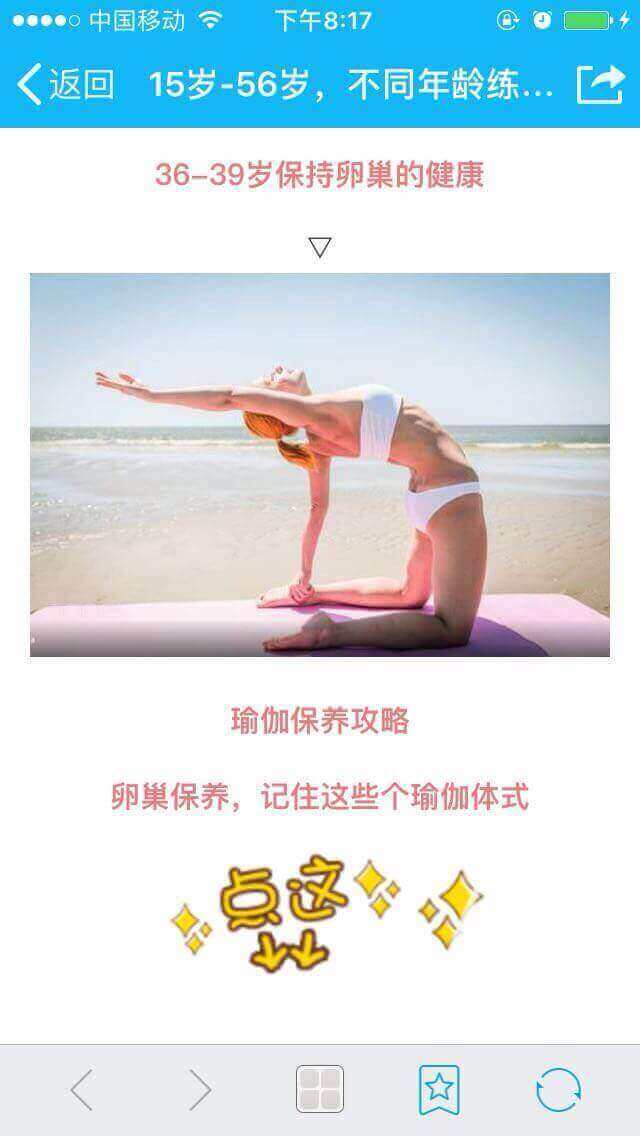 中国移动 下午8:17
返回 15岁-56岁，不同年龄练...
36-39岁保持卵巢的健康
瑜伽保养攻略
卵巢保养，记住这些个瑜伽体式
点这